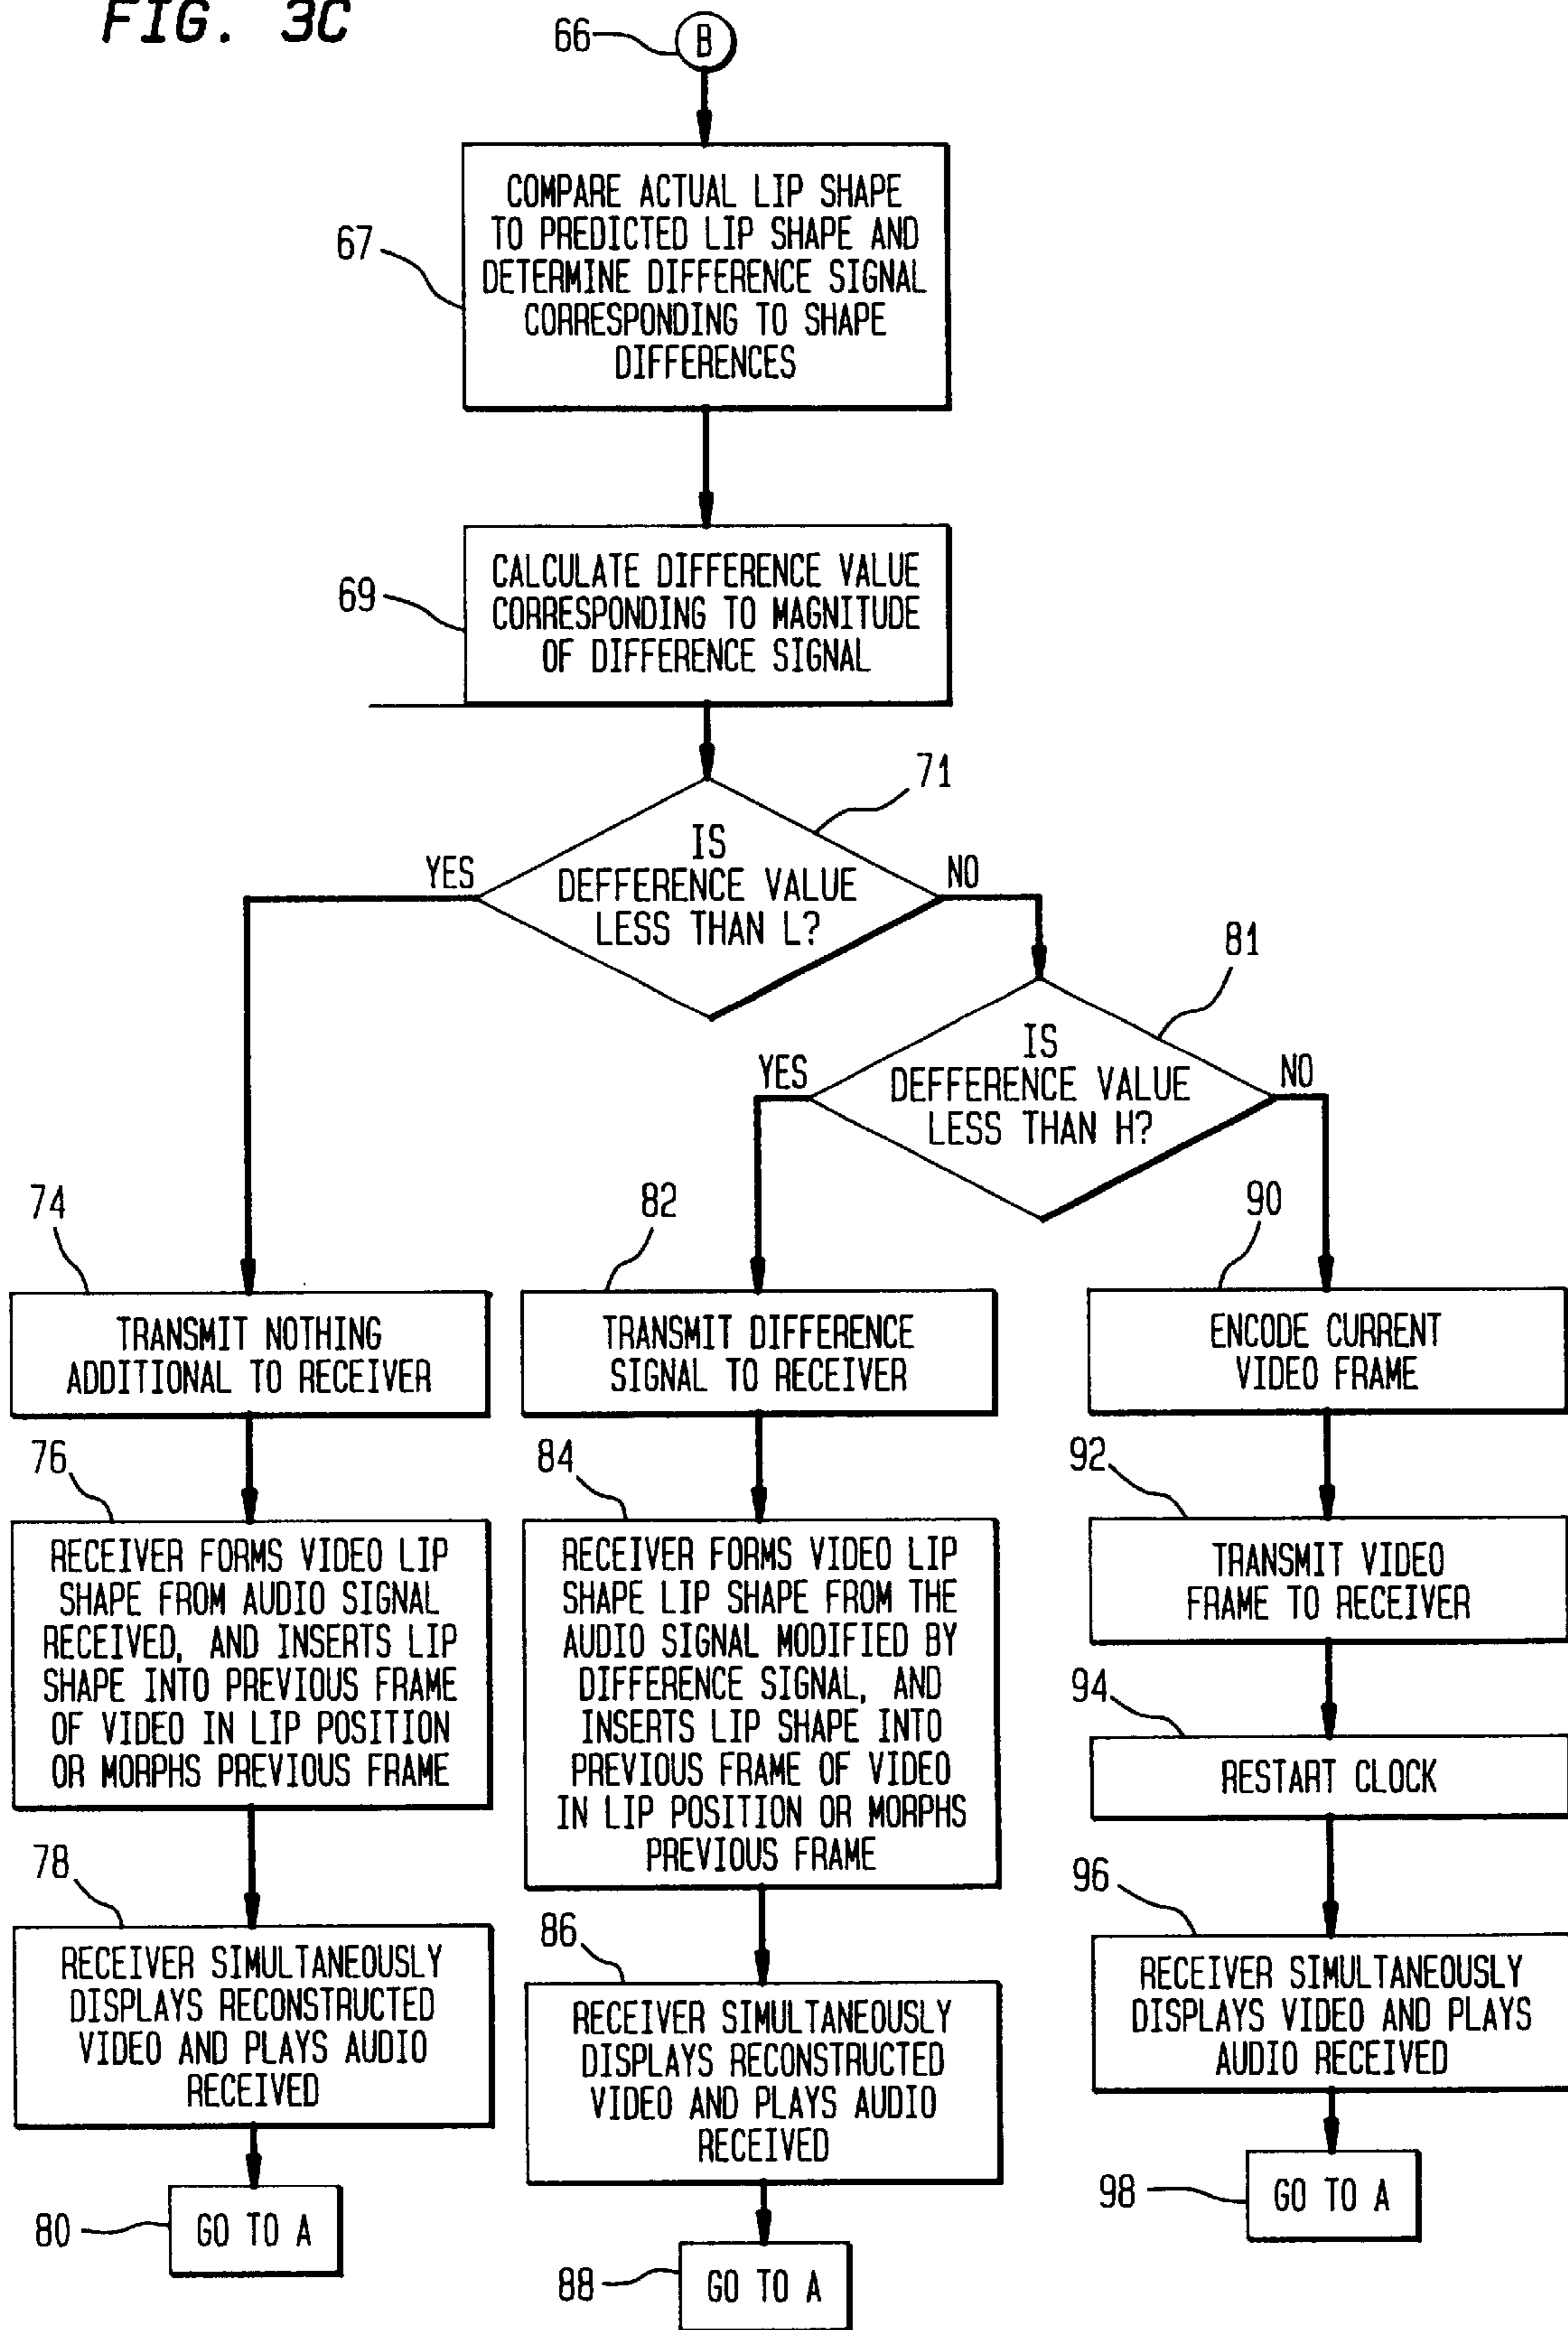 FIG. 3C
66
B
67
COMPARE ACTUAL LIP SHAPE
TO PREDICTED LIP SHAPE AND
DETERMINE DIFFERENCE SIGNAL
CORRESPONDING TO SHAPE
DIFFERENCES
69
CALCULATE DIFFERENCE VALUE
CORRESPONDING TO MAGNITUDE
OF DIFFERENCE SIGNAL
71
IS
DEFFERENCE VALUE
LESS THAN L?
YES
NO
81
IS
DEFFERENCE VALUE
LESS THAN H?
YES
NO
74
TRANSMIT NOTHING
ADDITIONAL TO RECEIVER
76
RECEIVER FORMS VIDEO LIP
SHAPE FROM AUDIO SIGNAL
RECEIVED, AND INSERTS LIP
SHAPE INTO PREVIOUS FRAME
OF VIDEO IN LIP POSITION
OR MORPHS PREVIOUS FRAME
78
RECEIVER SIMULTANEOUSLY
DISPLAYS RECONSTRUCTED
VIDEO AND PLAYS AUDIO
RECEIVED
80
GO TO A
82
TRANSMIT DIFFERENCE
SIGNAL TO RECEIVER
84
RECEIVER FORMS VIDEO LIP
SHAPE LIP SHAPE FROM THE
AUDIO SIGNAL MODIFIED BY
DIFFERENCE SIGNAL, AND
INSERTS LIP SHAPE INTO
PREVIOUS FRAME OF VIDEO
IN LIP POSITION OR MORPHS
PREVIOUS FRAME
86
RECEIVER SIMULTANEOUSLY
DISPLAYS RECONSTRUCTED
VIDEO AND PLAYS AUDIO
RECEIVED
88
GO TO A
90
ENCODE CURRENT
VIDEO FRAME
92
TRANSMIT VIDEO
FRAME TO RECEIVER
94
RESTART CLOCK
96
RECEIVER SIMULTANEOUSLY
DISPLAYS VIDEO AND PLAYS
AUDIO RECEIVED
98
GO TO A